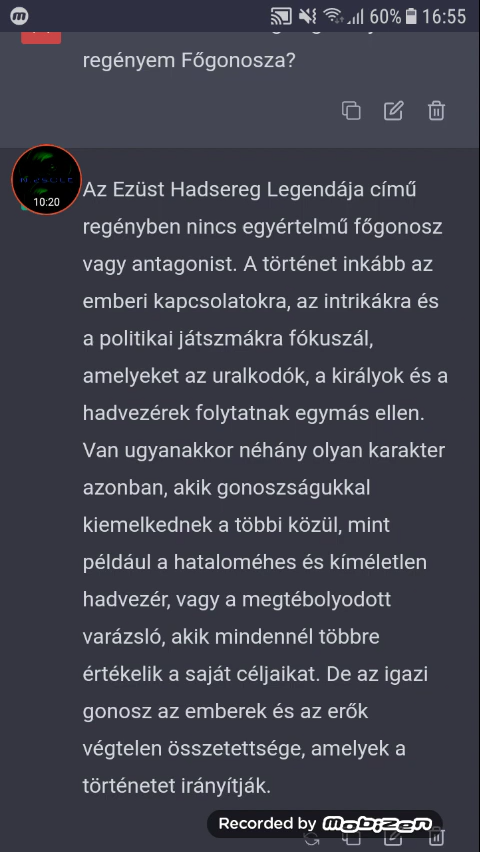 60% 16:55
regényem Főgonosza?
10:20
Az Ezüst Hadsereg Legendája című
regényben nincs egyértelmű főgonosz
vagy antagonist. A történet inkább az
emberi kapcsolatokra, az intrikákra és
a politikai játszmákra fókuszál,
amelyeket az uralkodók, a királyok és a
hadvezérek folytatnak egymás ellen.
Van ugyanakkor néhány olyan karakter
azonban, akik gonoszságukkal
kiemelkednek a többi közül, mint
például a hataloméhes és kíméletlen
hadvezér, vagy a megtébolyodott
varázsló, akik mindennél többre
értékelik a saját céljaikat. De az igazi
gonosz az emberek és az erők
végtelen összetettsége, amelyek a
történetet irányítják.
Recorded by Mobizen